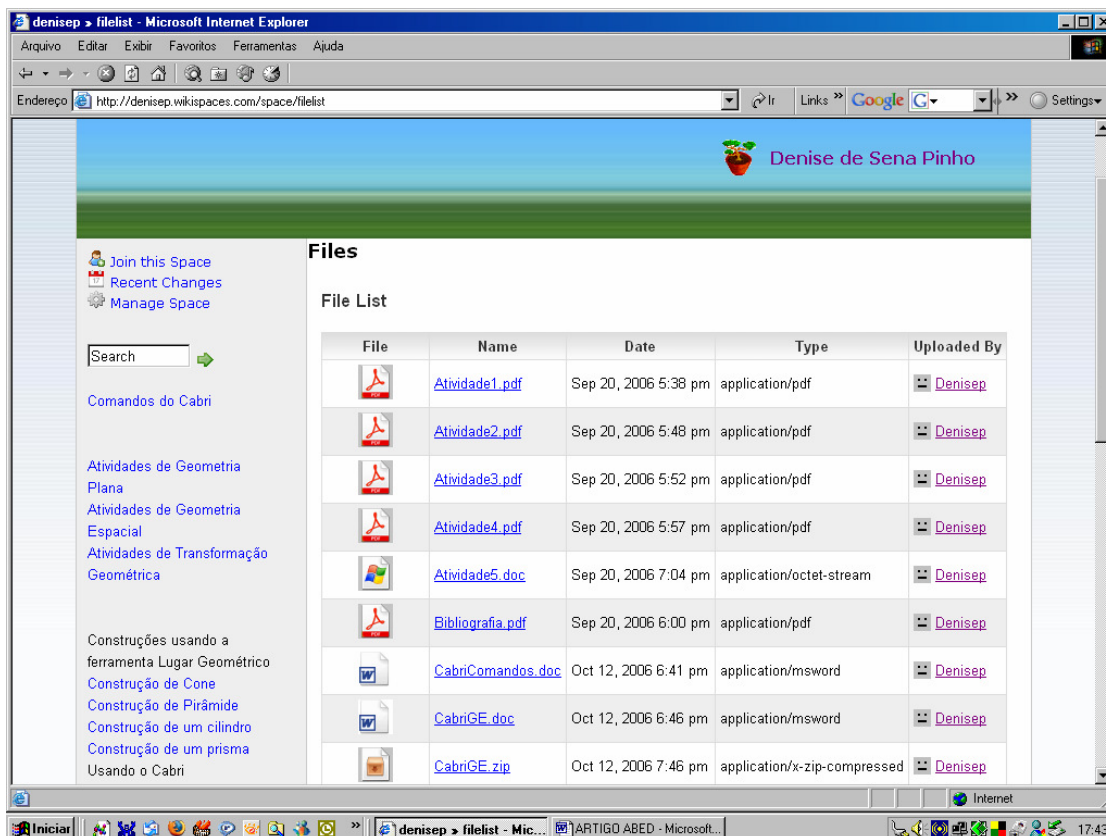 denisep » filelist - Microsoft Internet Explorer
Arquivo Editar Exibir Favoritos Ferramentas Ajuda
Endereço http://denisep.wikispaces.com/space/filelist Ir Links » Google G » Settings
Denise de Sena Pinho
Join this Space
Recent Changes
Manage Space
Search
Comandos do Cabri
Atividades de Geometria
Plana
Atividades de Geometria
Espacial
Atividades de Transformação
Geométrica
Construções usando a
ferramenta Lugar Geométrico
Construção de Cone
Construção de Pirâmide
Construção de um cilindro
Construção de um prisma
Usando o Cabri
Files
File List
File Name Date Type Uploaded By
Atividade1.pdf Sep 20, 2006 5:38 pm application/pdf Denisep
Atividade2.pdf Sep 20, 2006 5:48 pm application/pdf Denisep
Atividade3.pdf Sep 20, 2006 5:52 pm application/pdf Denisep
Atividade4.pdf Sep 20, 2006 5:57 pm application/pdf Denisep
Atividade5.doc Sep 20, 2006 7:04 pm application/octet-stream Denisep
Bibliografia.pdf Sep 20, 2006 6:00 pm application/pdf Denisep
CabriComandos.doc Oct 12, 2006 6:41 pm application/msword Denisep
CabriGE.doc Oct 12, 2006 6:46 pm application/msword Denisep
CabriGE.zip Oct 12, 2006 7:46 pm application/x-zip-compressed Denisep
Internet
Iniciar » denisep » filelist - Mic... ARTIGO ABED - Microsoft... 17:43